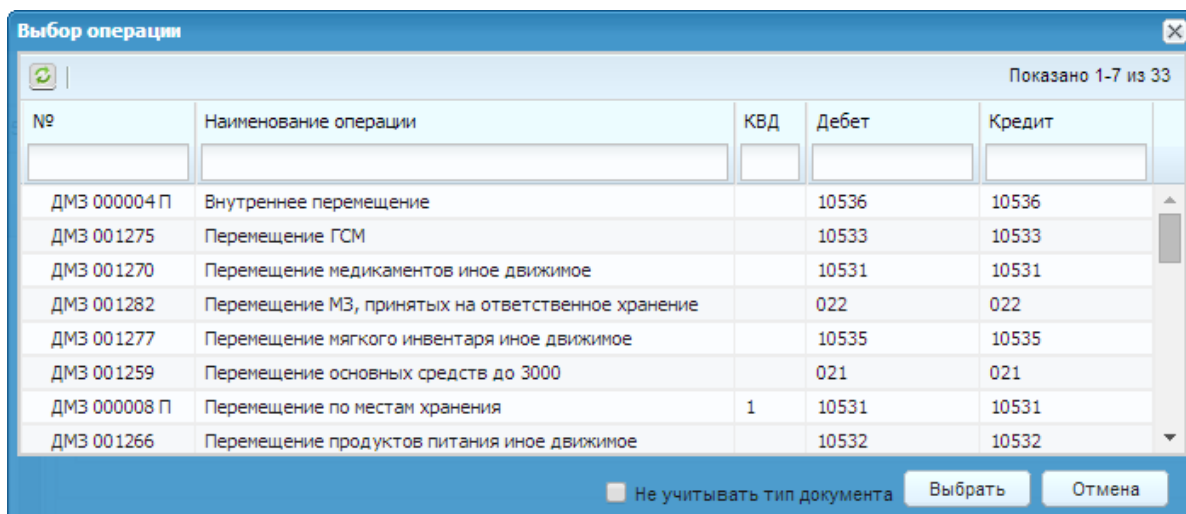 Выбор операции
Показано 1-7 из 33
№ Наименование операции КВД Дебет Кредит
ДМЗ 000004 П Внутреннее перемещение 10536 10536
ДМЗ 001275 Перемещение ГСМ 10533 10533
ДМЗ 001270 Перемещение медикаментов иное движимое 10531 10531
ДМЗ 001282 Перемещение МЗ, принятых на ответственное хранение 022 022
ДМЗ 001277 Перемещение мягкого инвентаря иное движимое 10535 10535
ДМЗ 001259 Перемещение основных средств до 3000 021 021
ДМЗ 000008 П Перемещение по местам хранения 1 10531 10531
ДМЗ 001266 Перемещение продуктов питания иное движимое 10532 10532
Не учитывать тип документа Выбрать Отмена